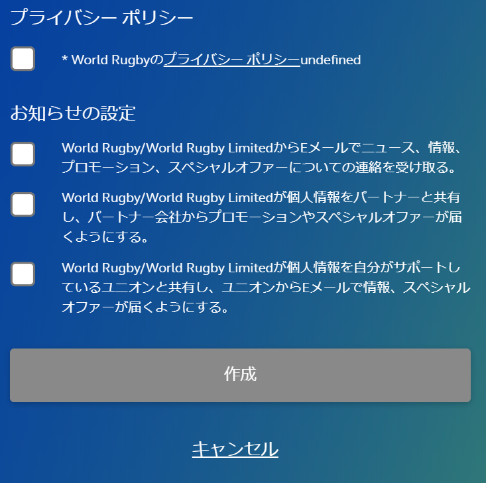 プライバシー ポリシー
* World Rugbyのプライバシー ポリシーundefined
お知らせの設定
World Rugby/World Rugby LimitedからEメールでニュース、情報、
プロモーション、スペシャルオファーについての連絡を受け取る。
World Rugby/World Rugby Limitedが個人情報をパートナーと共有
し、パートナー会社からプロモーションやスペシャルオファーが届
くようにする。
World Rugby/World Rugby Limitedが個人情報を自分がサポートし
ているユニオンと共有し、ユニオンからEメールで情報、スペシャル
オファーが届くようにする。
作成
キャンセル